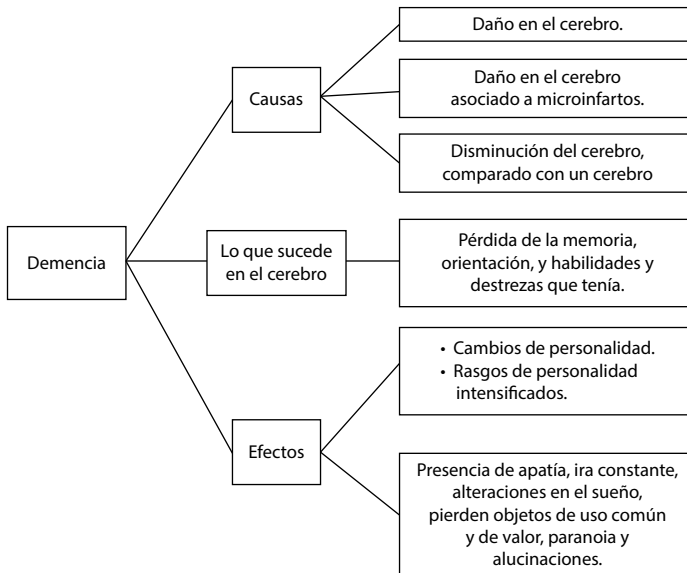 Demencia
Causas
Daño en el cerebro.
Daño en el cerebro
asociado a microinfartos.
Disminución del cerebro,
comparado con un cerebro
Lo que sucede
en el cerebro
Pérdida de la memoria,
orientación, y habilidades y
destrezas que tenía.
Efectos
• Cambios de personalidad.
• Rasgos de personalidad
intensificados.
Presencia de apatía, ira constante,
alteraciones en el sueño,
pierden objetos de uso común
y de valor, paranoia y
alucinaciones.